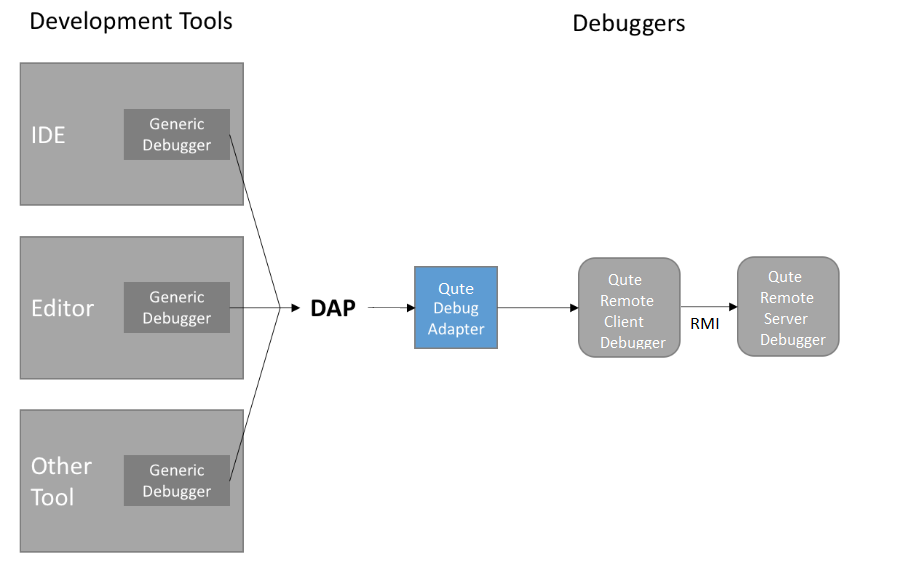 Development Tools
Debuggers
IDE
Generic
Debugger
Editor
Generic
Debugger
Other
Tool
Generic
Debugger
DAP
Qute
Debug
Adapter
Qute
Remote
Client
Debugger
RMI
Qute
Remote
Server
Debugger